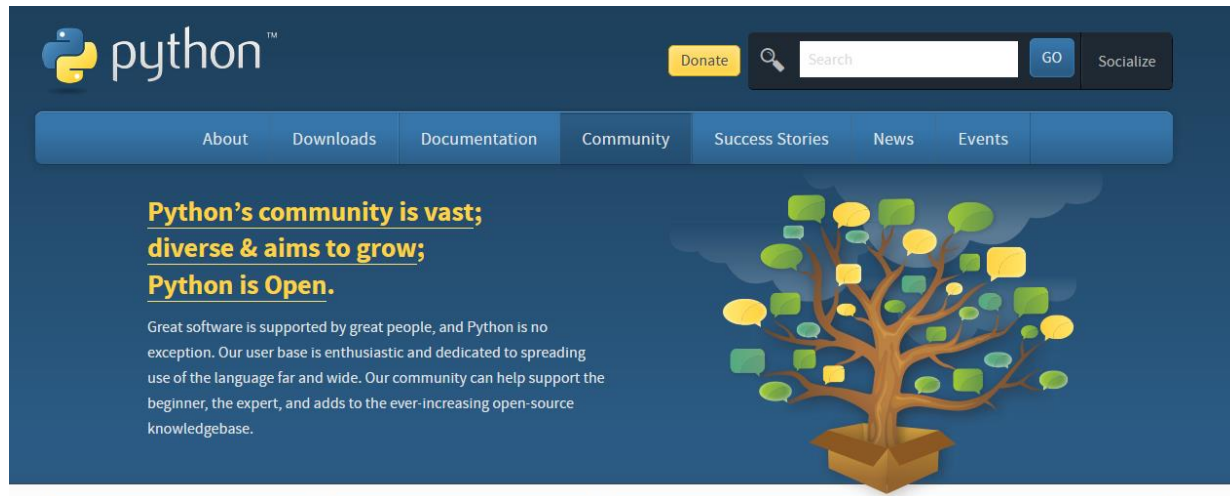 python™
Donate
Search
GO
Socialize
About Downloads Documentation Community Success Stories News Events
Python’s community is vast;
diverse & aims to grow;
Python is Open.
Great software is supported by great people, and Python is no
exception. Our user base is enthusiastic and dedicated to spreading
use of the language far and wide. Our community can help support the
beginner, the expert, and adds to the ever-increasing open-source
knowledgebase.